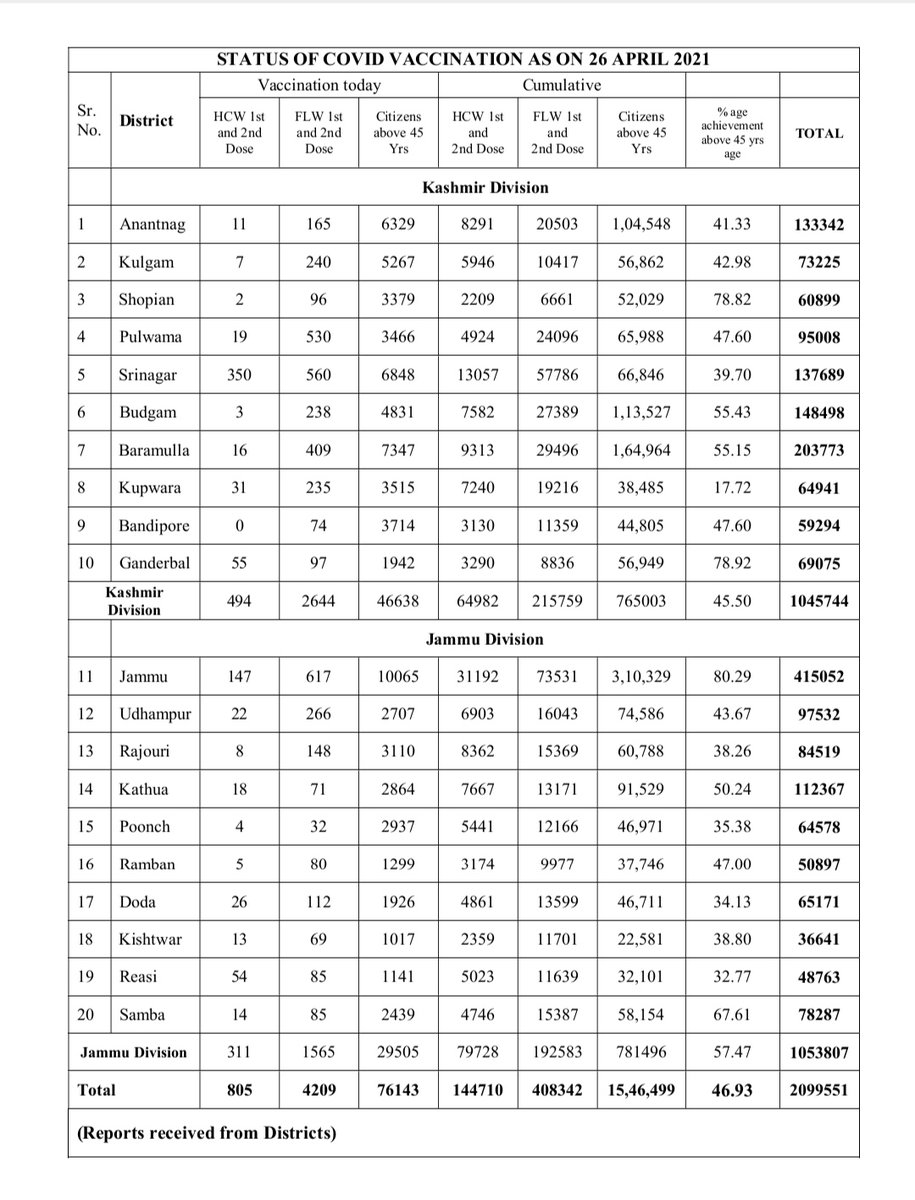 STATUS OF COVID VACCINATION AS ON 26 APRIL 2021
Sr. No. District Vaccination today Cumulative
HCW 1st and 2nd Dose FLW 1st and 2nd Dose Citizens above 45 Yrs HCW 1st and 2nd Dose FLW 1st and 2nd Dose Citizens above 45 Yrs %age achievement above 45 yrs age TOTAL
Kashmir Division
1 Anantnag 11 165 6329 8291 20503 1,04,548 41.33 133342
2 Kulgam 7 240 5267 5946 10417 56,862 42.98 73225
3 Shopian 2 96 3379 2209 6661 52,029 78.82 60899
4 Pulwama 19 530 3466 4924 24096 65,988 47.60 95008
5 Srinagar 350 560 6848 13057 57786 66,846 39.70 137689
6 Budgam 3 238 4831 7582 27389 1,13,527 55.43 148498
7 Baramulla 16 409 7347 9313 29496 1,64,964 55.15 203773
8 Kupwara 31 235 3515 7240 19216 38,485 17.72 64941
9 Bandipore 0 74 3714 3130 11359 44,805 47.60 59294
10 Ganderbal 55 97 1942 3290 8836 56,949 78.92 69075
Kashmir Division 494 2644 46638 64982 215759 765003 45.50 1045744
Jammu Division
11 Jammu 147 617 10065 31192 73531 3,10,329 80.29 415052
12 Udhampur 22 266 2707 6903 16043 74,586 43.67 97532
13 Rajouri 8 148 3110 8362 15369 60,788 38.26 84519
14 Kathua 18 71 2864 7667 13171 91,529 50.24 112367
15 Poonch 4 32 2937 5441 12166 46,971 35.38 64578
16 Ramban 5 80 1299 3174 9977 37,746 47.00 50897
17 Doda 26 112 1926 4861 13599 46,711 34.13 65171
18 Kishtwar 13 69 1017 2359 11701 22,581 38.80 36641
19 Reasi 54 85 1141 5023 11639 32,101 32.77 48763
20 Samba 14 85 2439 4746 15387 58,154 67.61 78287
Jammu Division 311 1565 29505 79728 192583 781496 57.47 1053807
Total 805 4209 76143 144710 408342 15,46,499 46.93 2099551
(Reports received from Districts)